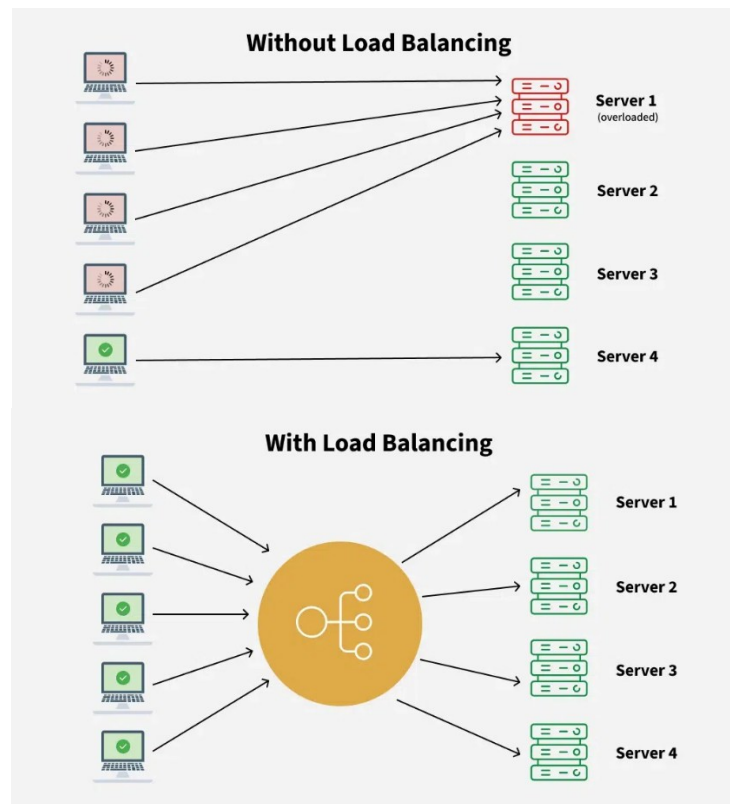 Without Load Balancing
Server 1
(overloaded)
Server 2
Server 3
Server 4
With Load Balancing
Server 1
Server 2
Server 3
Server 4